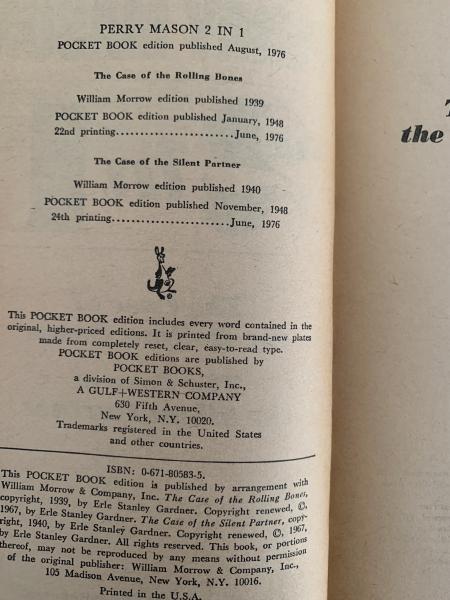 PERRY MASON 2 IN 1
POCKET BOOK edition published August, 1976
The Case of the Rolling Bones
William Morrow edition published 1939
POCKET BOOK edition published January, 1948
22nd printing.......................June, 1976
The Case of the Silent Partner
William Morrow edition published 1940
POCKET BOOK edition published November, 1948
24th printing.......................June, 1976
This POCKET BOOK edition includes every word contained in the
original, higher-priced editions. It is printed from brand-new plates
made from completely reset, clear, easy-to-read type.
POCKET BOOK editions are published by
POCKET BOOKS,
a division of Simon & Schuster, Inc.,
A GULF+WESTERN COMPANY
630 Fifth Avenue,
New York, N.Y. 10020.
Trademarks registered in the United States
and other countries.
ISBN: 0-671-80583-5.
This POCKET BOOK edition is published by arrangement with
William Morrow & Company, Inc. The Case of the Rolling Bones,
copyright, 1939, by Erle Stanley Gardner. Copyright renewed, ©,
1967, by Erle Stanley Gardner. The Case of the Silent Partner, copy-
right, 1940, by Erle Stanley Gardner. Copyright renewed, ©, 1967,
by Erle Stanley Gardner. All rights reserved. This book, or portions
thereof, may not be reproduced by any means without permission
of the original publisher: William Morrow & Company, Inc.,
105 Madison Avenue, New York, N.Y. 10016.
Printed in the U.S.A.
the